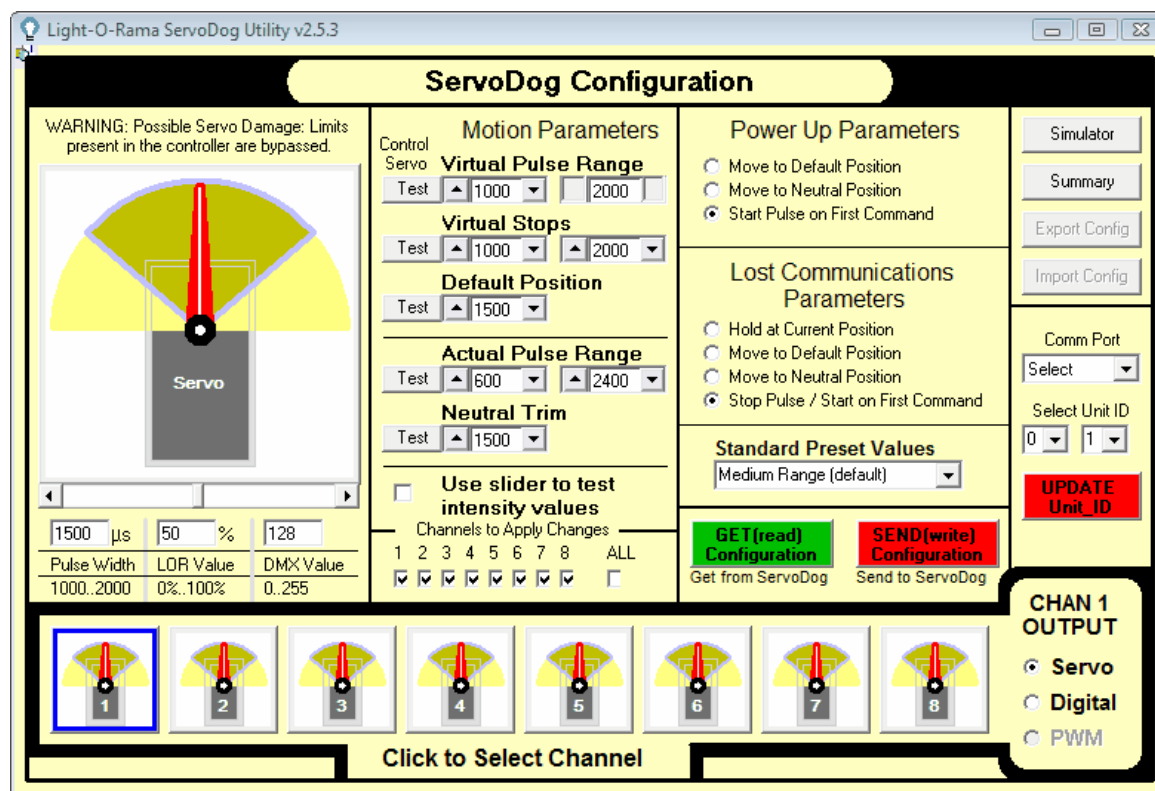 Light-O-Rama ServoDog Utility v2.5.3
ServoDog Configuration
WARNING: Possible Servo Damage: Limits
present in the controller are bypassed.
Servo
1500 µs 50 % 128
Pulse Width LOR Value DMX Value
1000..2000 0%..100% 0..255
Motion Parameters
Control
Servo
Virtual Pulse Range
Test 1000 2000
Virtual Stops
Test 1000 2000
Default Position
Test 1500
Actual Pulse Range
Test 600 2400
Neutral Trim
Test 1500
Use slider to test
intensity values
Channels to Apply Changes
1 2 3 4 5 6 7 8 ALL
Power Up Parameters
Move to Default Position
Move to Neutral Position
Start Pulse on First Command
Lost Communications
Parameters
Hold at Current Position
Move to Default Position
Move to Neutral Position
Stop Pulse / Start on First Command
Standard Preset Values
Medium Range (default)
GET(read)
Configuration
Get from ServoDog
SEND(write)
Configuration
Send to ServoDog
Simulator
Summary
Export Config
Import Config
Comm Port
Select
Select Unit ID
0 1
UPDATE
Unit_ID
CHAN 1
OUTPUT
Servo
Digital
PWM
1 2 3 4 5 6 7 8
Click to Select Channel